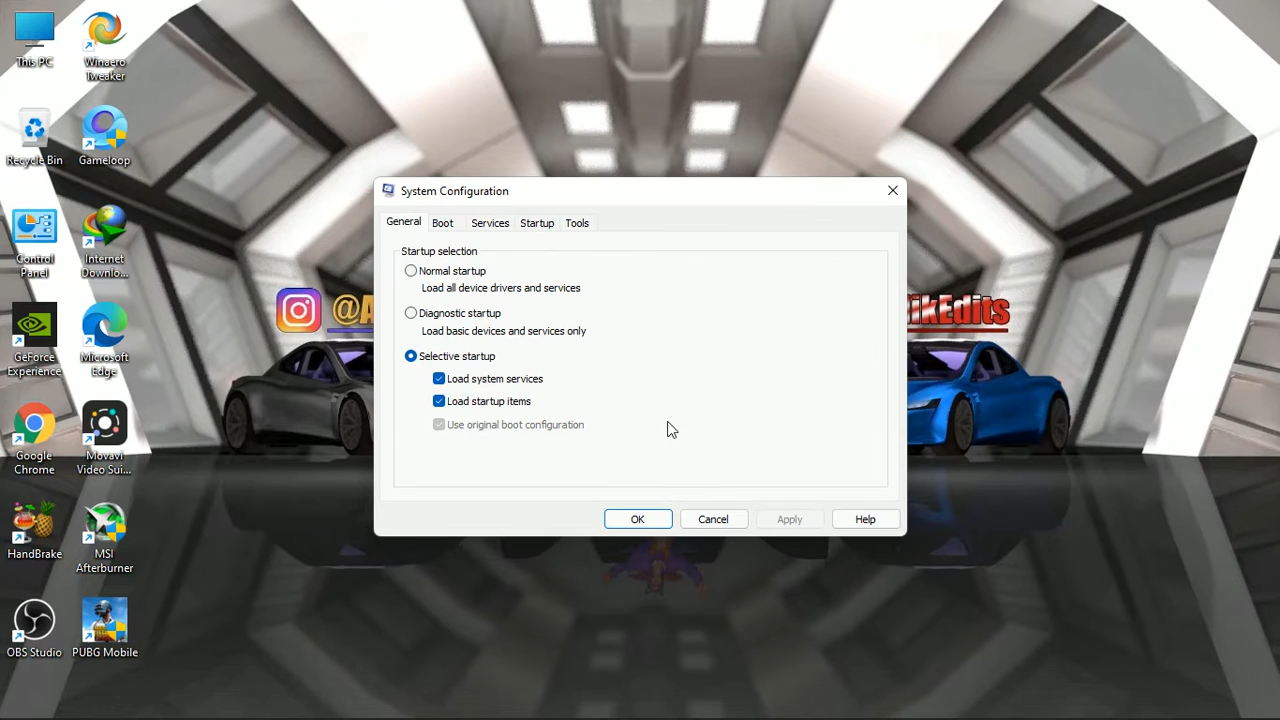 This PC
Winaero
Tweaker
Recycle Bin
Gameloop
Control
Panel
Internet
Downlo...
GeForce
Experience
Microsoft
Edge
Google
Chrome
Movavi
Video Sui...
HandBrake
MSI
Afterburner
OBS Studio
PUBG Mobile
@A
ikEdits
System Configuration
General
Boot
Services
Startup
Tools
Startup selection
Normal startup
Load all device drivers and services
Diagnostic startup
Load basic devices and services only
Selective startup
Load system services
Load startup items
Use original boot configuration
OK
Cancel
Apply
Help